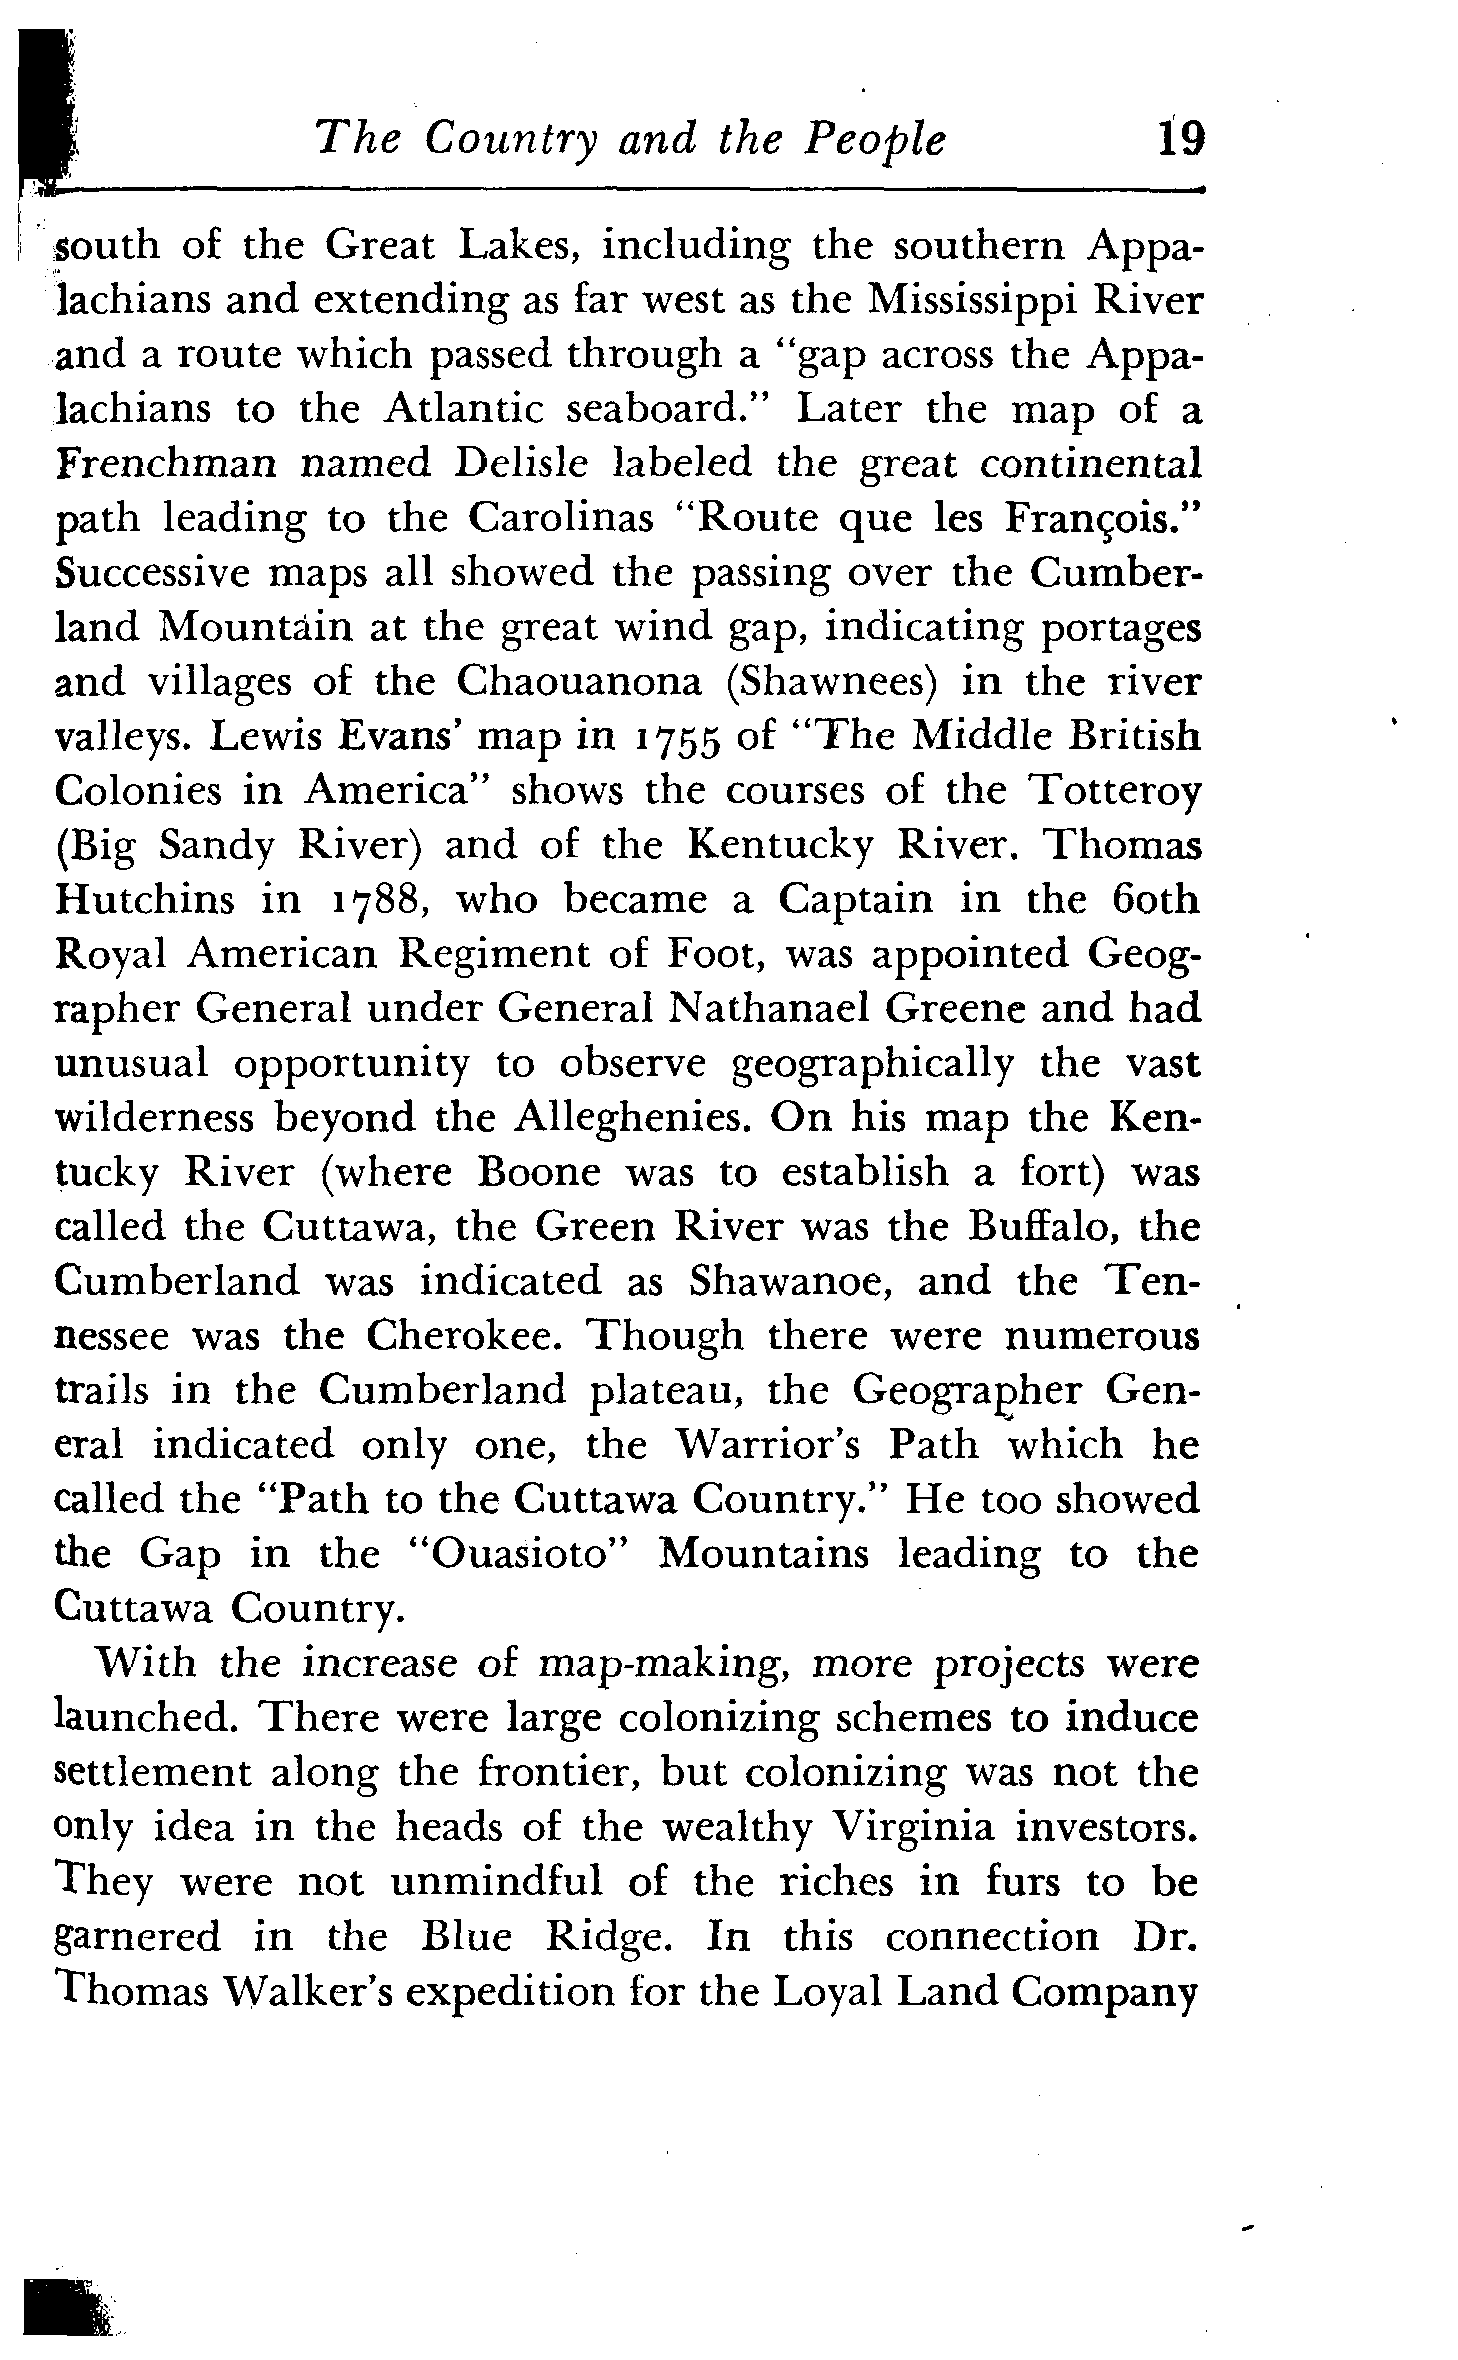 The Country and the People 19
south of the Great Lakes, including the southern Appa-
lachians and extending as far west as the Mississippi River
and a route which passed through a "gap across the Appa-
lachians to the Atlantic seaboard." Later the map of a
Frenchman named Delisle labeled the great continental
path leading to the Carolinas "Route que les François."
Successive maps all showed the passing over the Cumber-
land Mountain at the great wind gap, indicating portages
and villages of the Chaouanona (Shawnees) in the river
valleys. Lewis Evans' map in 1755 of "The Middle British
Colonies in America" shows the courses of the Totteroy
(Big Sandy River) and of the Kentucky River. Thomas
Hutchins in 1788, who became a Captain in the 60th
Royal American Regiment of Foot, was appointed Geog-
rapher General under General Nathanael Greene and had
unusual opportunity to observe geographically the vast
wilderness beyond the Alleghenies. On his map the Ken-
tucky River (where Boone was to establish a fort) was
called the Cuttawa, the Green River was the Buffalo, the
Cumberland was indicated as Shawanoe, and the Ten-
nessee was the Cherokee. Though there were numerous
trails in the Cumberland plateau, the Geographer Gen-
eral indicated only one, the Warrior's Path which he
called the "Path to the Cuttawa Country." He too showed
the Gap in the "Ouasioto" Mountains leading to the
Cuttawa Country.
With the increase of map-making, more projects were
launched. There were large colonizing schemes to induce
settlement along the frontier, but colonizing was not the
only idea in the heads of the wealthy Virginia investors.
They were not unmindful of the riches in furs to be
garnered in the Blue Ridge. In this connection Dr.
Thomas Walker's expedition for the Loyal Land Company